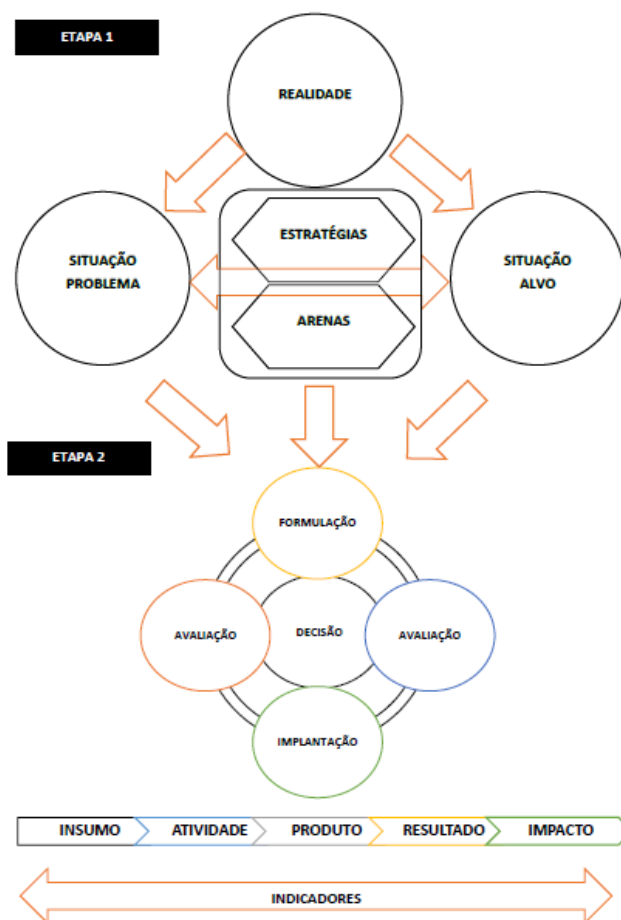 ETAPA 1
REALIDADE
ESTRATÉGIAS
SITUAÇÃO
PROBLEMA
SITUAÇÃO
ALVO
ARENAS
ETAPA 2
FORMULAÇÃO
AVALIAÇÃO
DECISÃO
AVALIAÇÃO
IMPLANTAÇÃO
INSUMO
ATIVIDADE
PRODUTO
RESULTADO
IMPACTO
INDICADORES